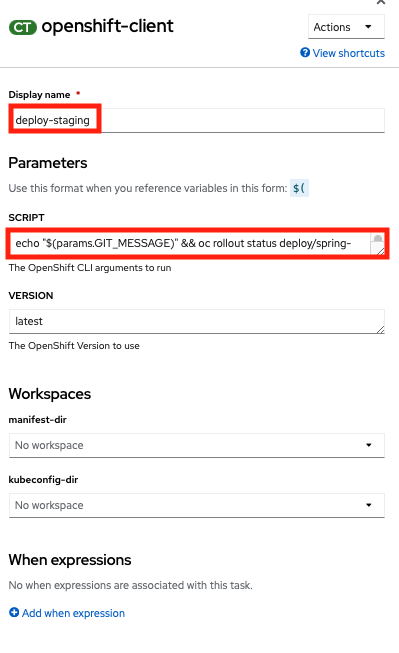 CT openshift-client
Actions
View shortcuts
Display name *
deploy-staging
Parameters
Use this format when you reference variables in this form: $(
SCRIPT
echo "$(params.GIT_MESSAGE)" && oc rollout status deploy/spring-
The OpenShift CLI arguments to run
VERSION
latest
The OpenShift Version to use
Workspaces
manifest-dir
No workspace
kubeconfig-dir
No workspace
When expressions
No when expressions are associated with this task.
Add when expression